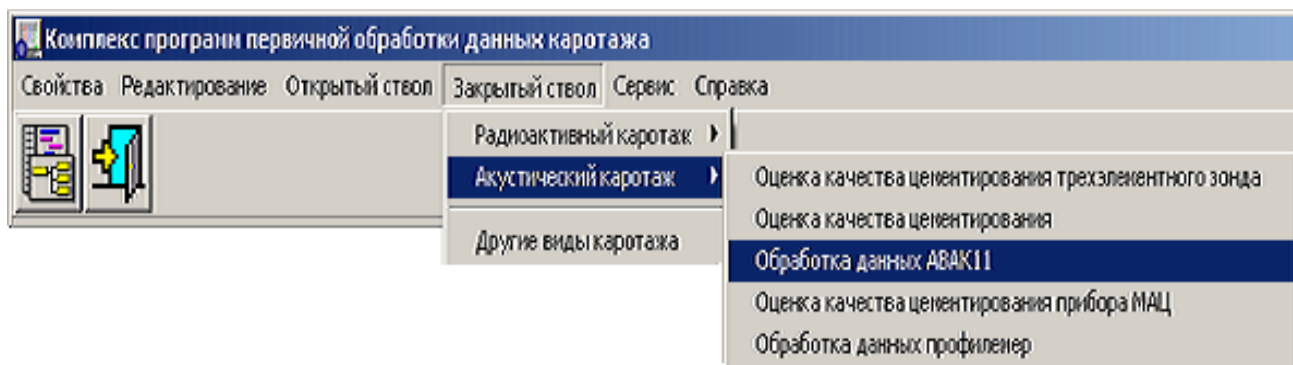 Комплекс программ первичной обработки данных каротажа
Свойства Редактирование Открытый ствол Закрытый ствол Сервис Справка
Радиоактивный каротаж
Акустический каротаж
Другие виды каротажа
Оценка качества цементирования трехэлементного зонда
Оценка качества цементирования
Обработка данных АВАК11
Оценка качества цементирования прибора МАЦ
Обработка данных профилемер